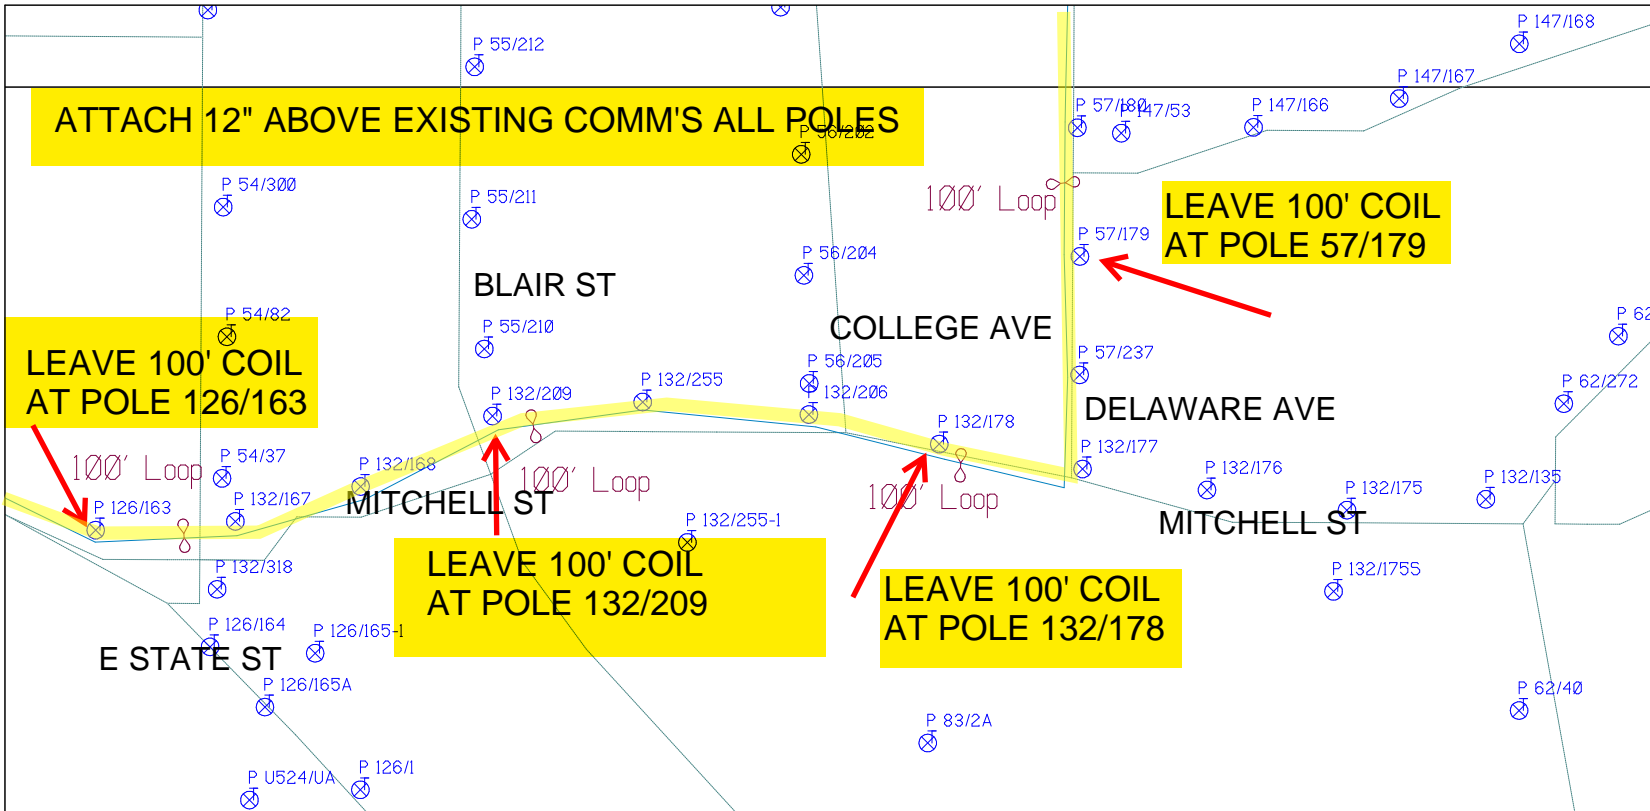 P 147/168
P 55/212
P 147/167
ATTACH 12" ABOVE EXISTING COMM'S ALL POLES
P 57/180
P 147/53
P 147/166
P 56/202
P 54/300
P 55/211
100' Loop
LEAVE 100' COIL
AT POLE 57/179
P 57/179
P 56/204
BLAIR ST
P 54/82
P 55/210
COLLEGE AVE
P 62
LEAVE 100' COIL
AT POLE 126/163
P 56/205
P 57/237
P 132/255
P 132/209
P 132/206
P 62/272
DELAWARE AVE
P 132/178
P 54/37
100' Loop
P 132/168
P 132/177
P 132/176
100' Loop
100' Loop
P 132/135
P 132/175
P 126/163
P 132/167
MITCHELL ST
P 132/255-1
MITCHELL ST
LEAVE 100' COIL
AT POLE 132/209
LEAVE 100' COIL
AT POLE 132/178
P 132/318
P 132/175S
P 126/164
P 126/165-1
E STATE ST
P 126/165A
P 62/40
P 83/2A
P U524/UA
P 126/1